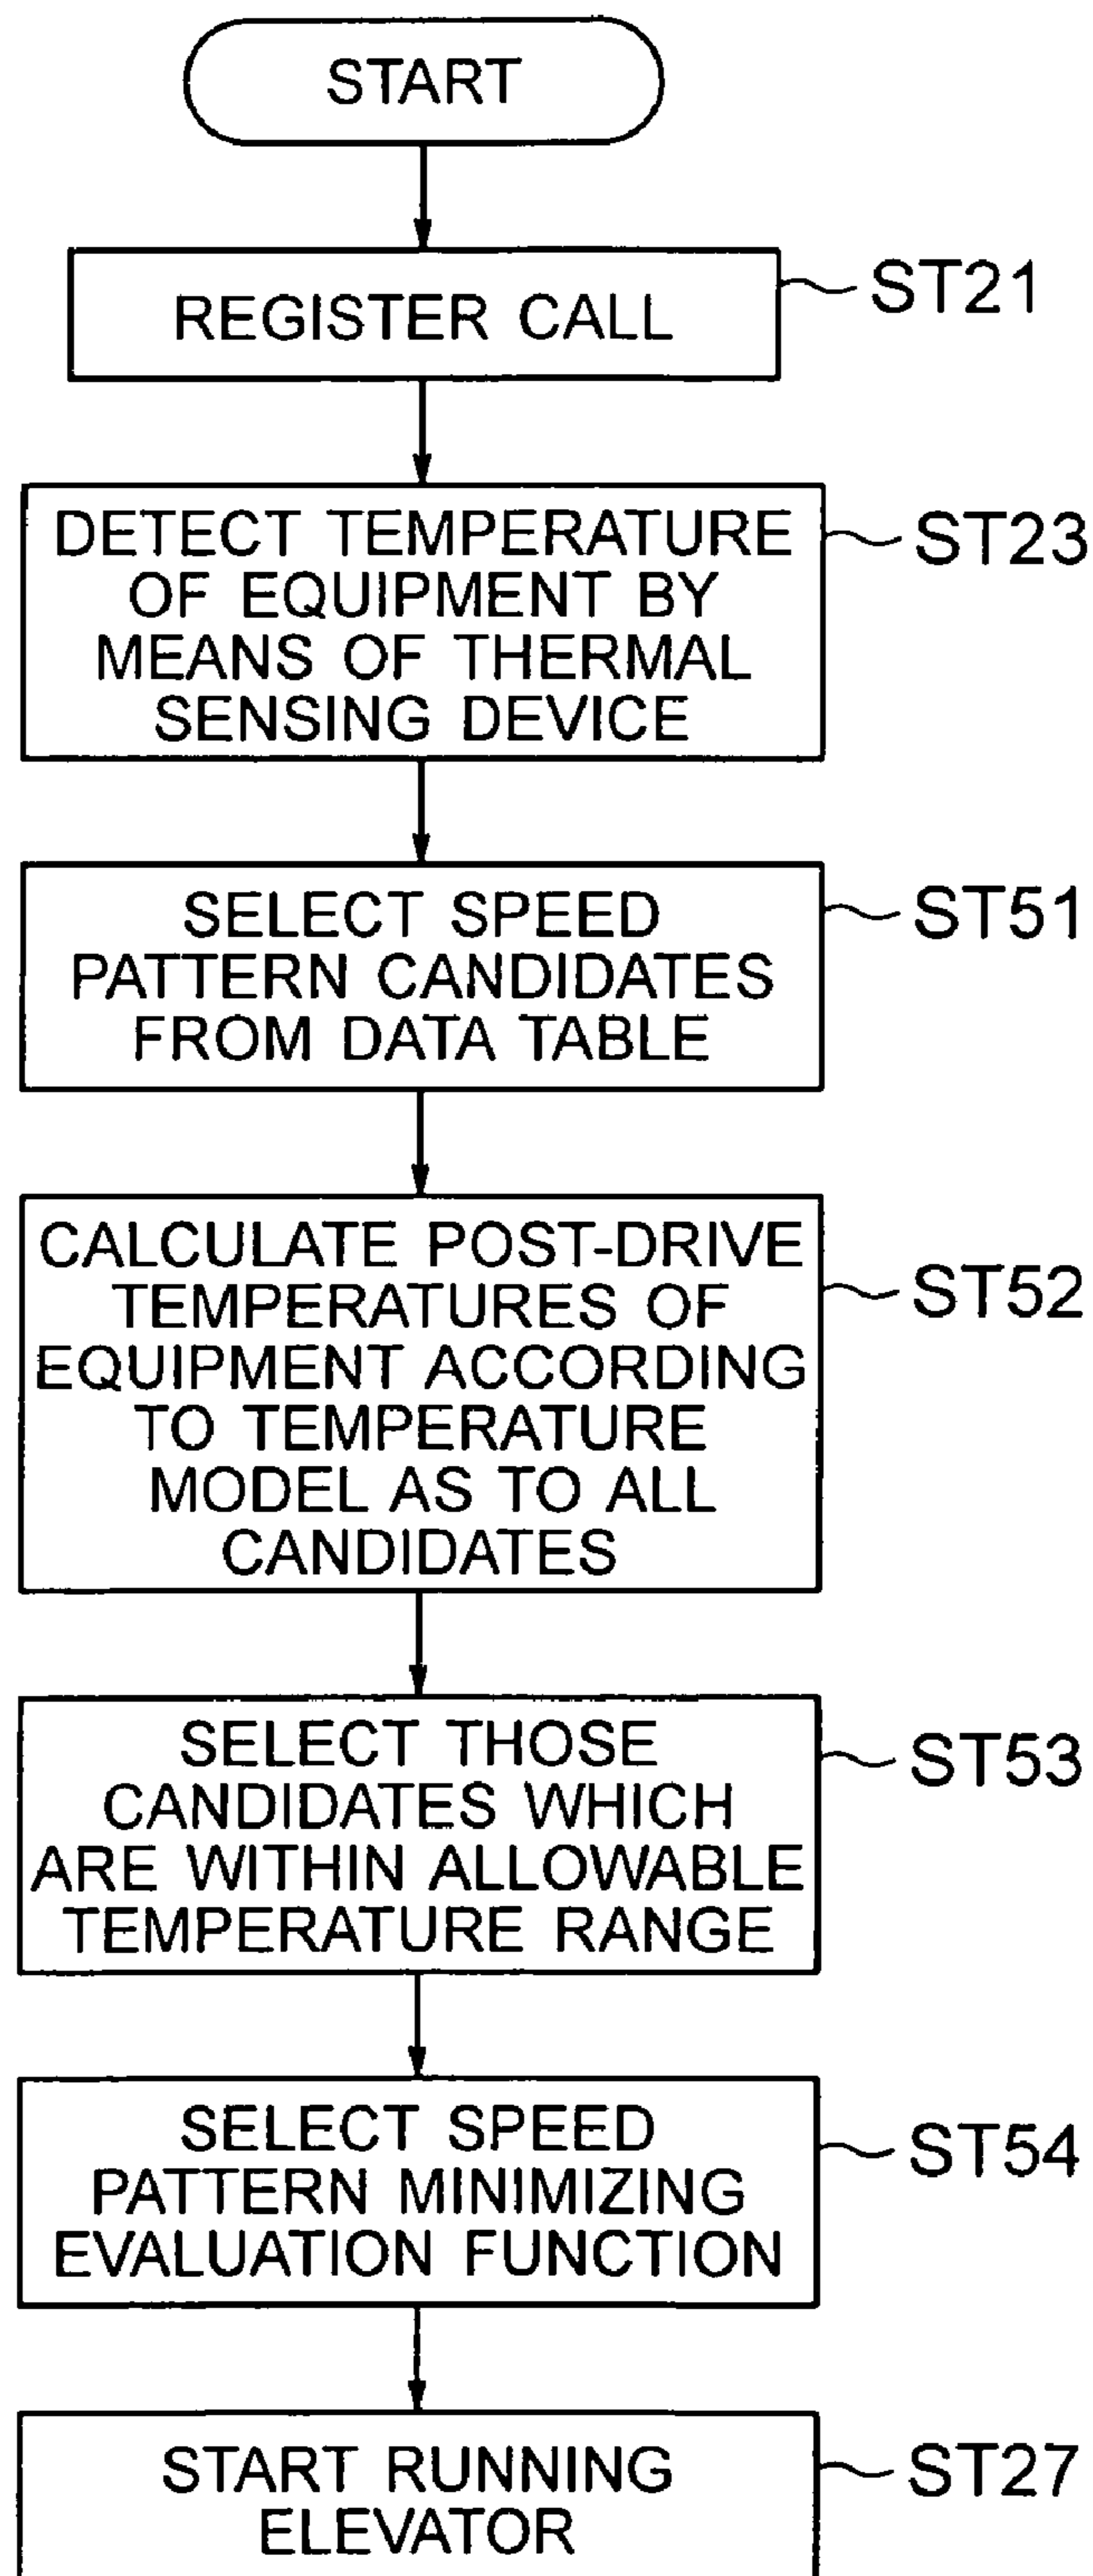 START
REGISTER CALL
ST21
DETECT TEMPERATURE
OF EQUIPMENT BY
MEANS OF THERMAL
SENSING DEVICE
ST23
SELECT SPEED
PATTERN CANDIDATES
FROM DATA TABLE
ST51
CALCULATE POST-DRIVE
TEMPERATURES OF
EQUIPMENT ACCORDING
TO TEMPERATURE
MODEL AS TO ALL
CANDIDATES
ST52
SELECT THOSE
CANDIDATES WHICH
ARE WITHIN ALLOWABLE
TEMPERATURE RANGE
ST53
SELECT SPEED
PATTERN MINIMIZING
EVALUATION FUNCTION
ST54
START RUNNING
ELEVATOR
ST27